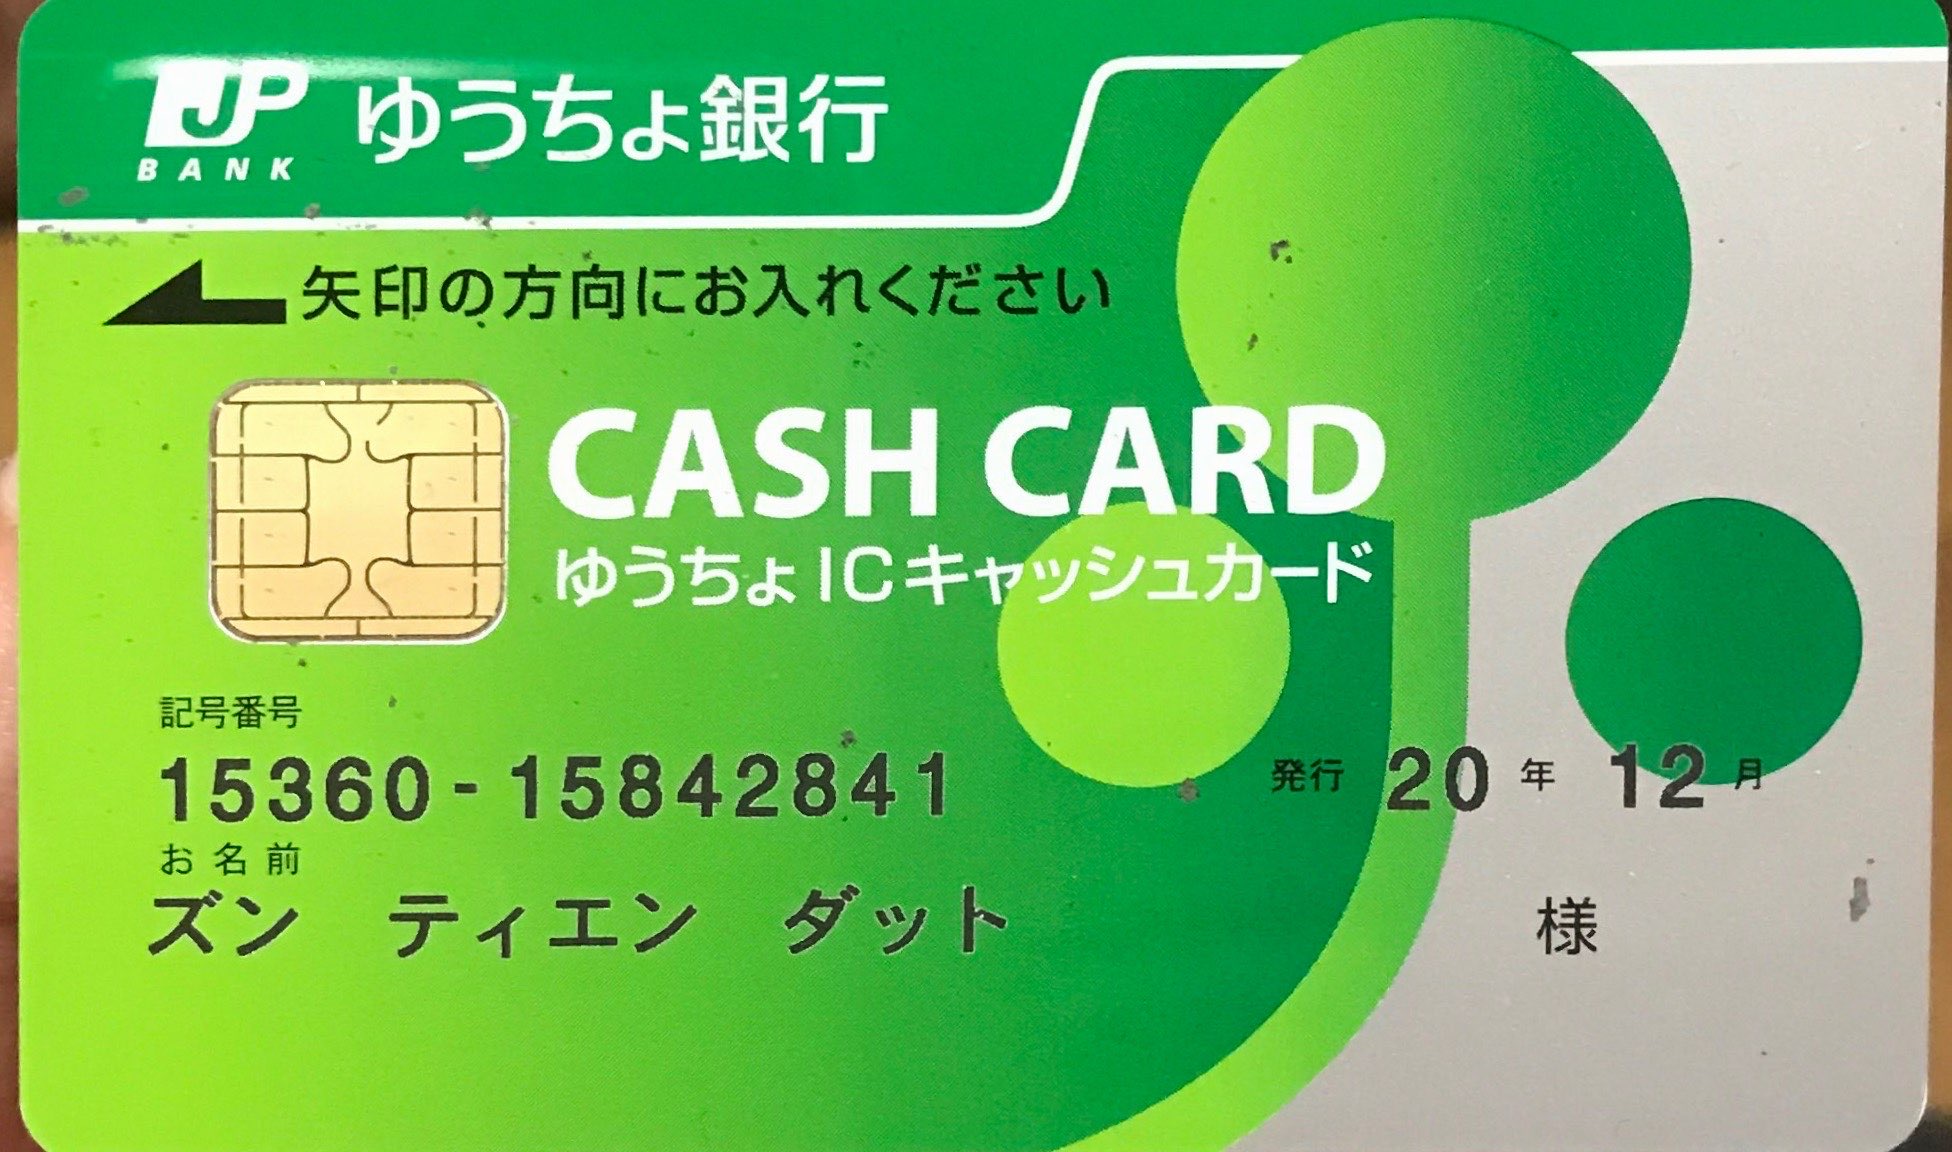 JP BANK ゆうちょ銀行
矢印の方向にお入れください
CASH CARD
ゆうちょICキャッシュカード
記号番号
15360-15842841 発行 20 年 12 月
お名前
ズン ティエン ダット 様